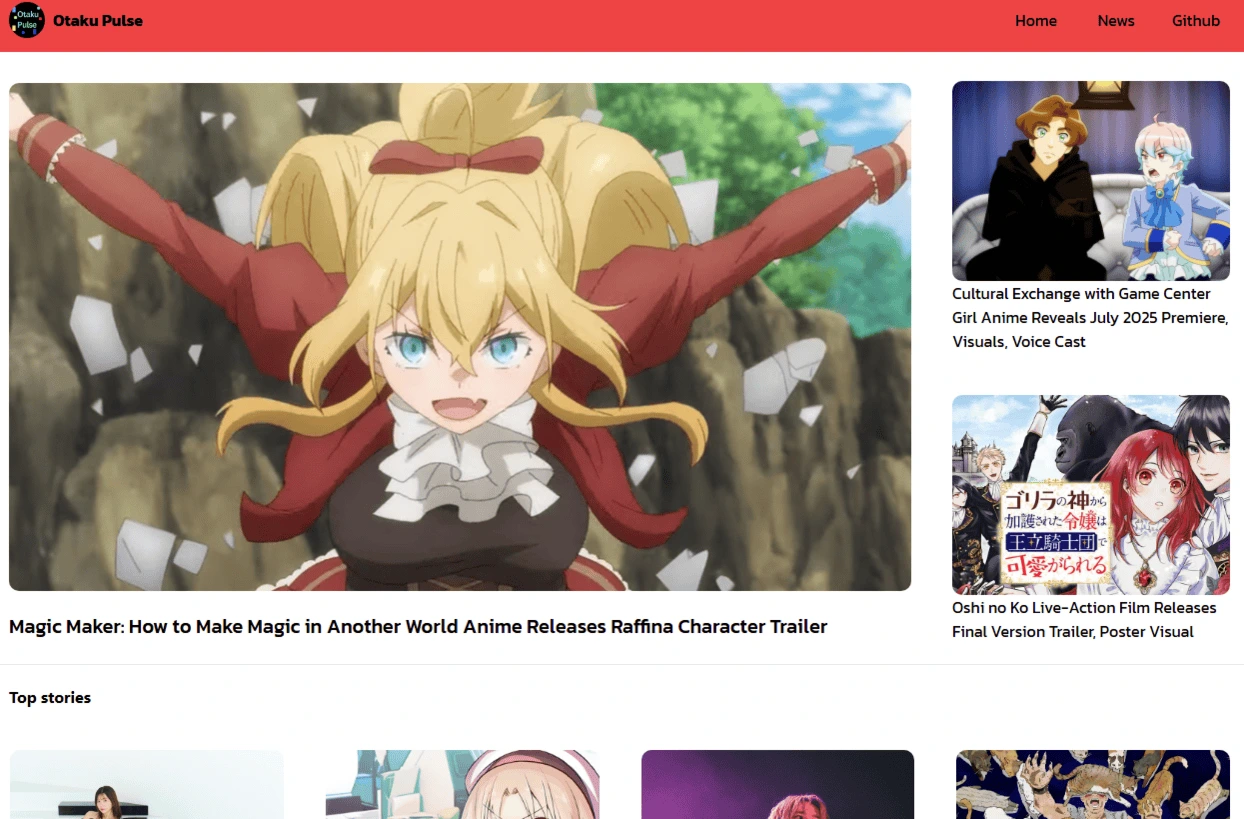 Otaku
Pulse
Otaku Pulse
Home
News
Github
Magic Maker: How to Make Magic in Another World Anime Releases Raffina Character Trailer
Cultural Exchange with Game Center
Girl Anime Reveals July 2025 Premiere,
Visuals, Voice Cast
ゴリラの神から
加護された令嬢は
王立騎士団で
可愛がられる
Oshi no Ko Live-Action Film Releases
Final Version Trailer, Poster Visual
Top stories